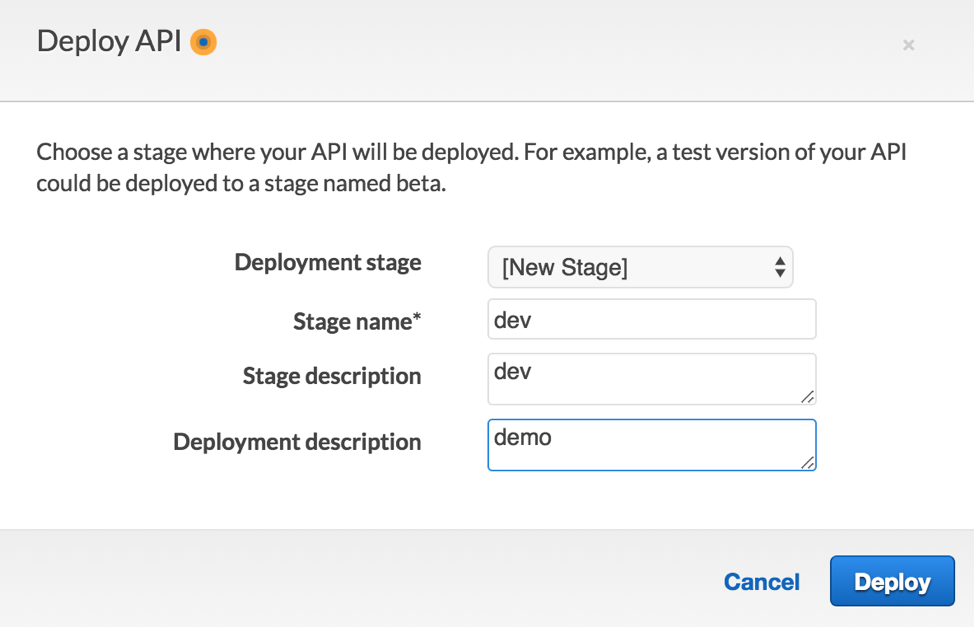 Deploy API
×
Choose a stage where your API will be deployed. For example, a test version of your API
could be deployed to a stage named beta.
Deployment stage [New Stage]
Stage name* dev
Stage description dev
Deployment description demo
Cancel Deploy